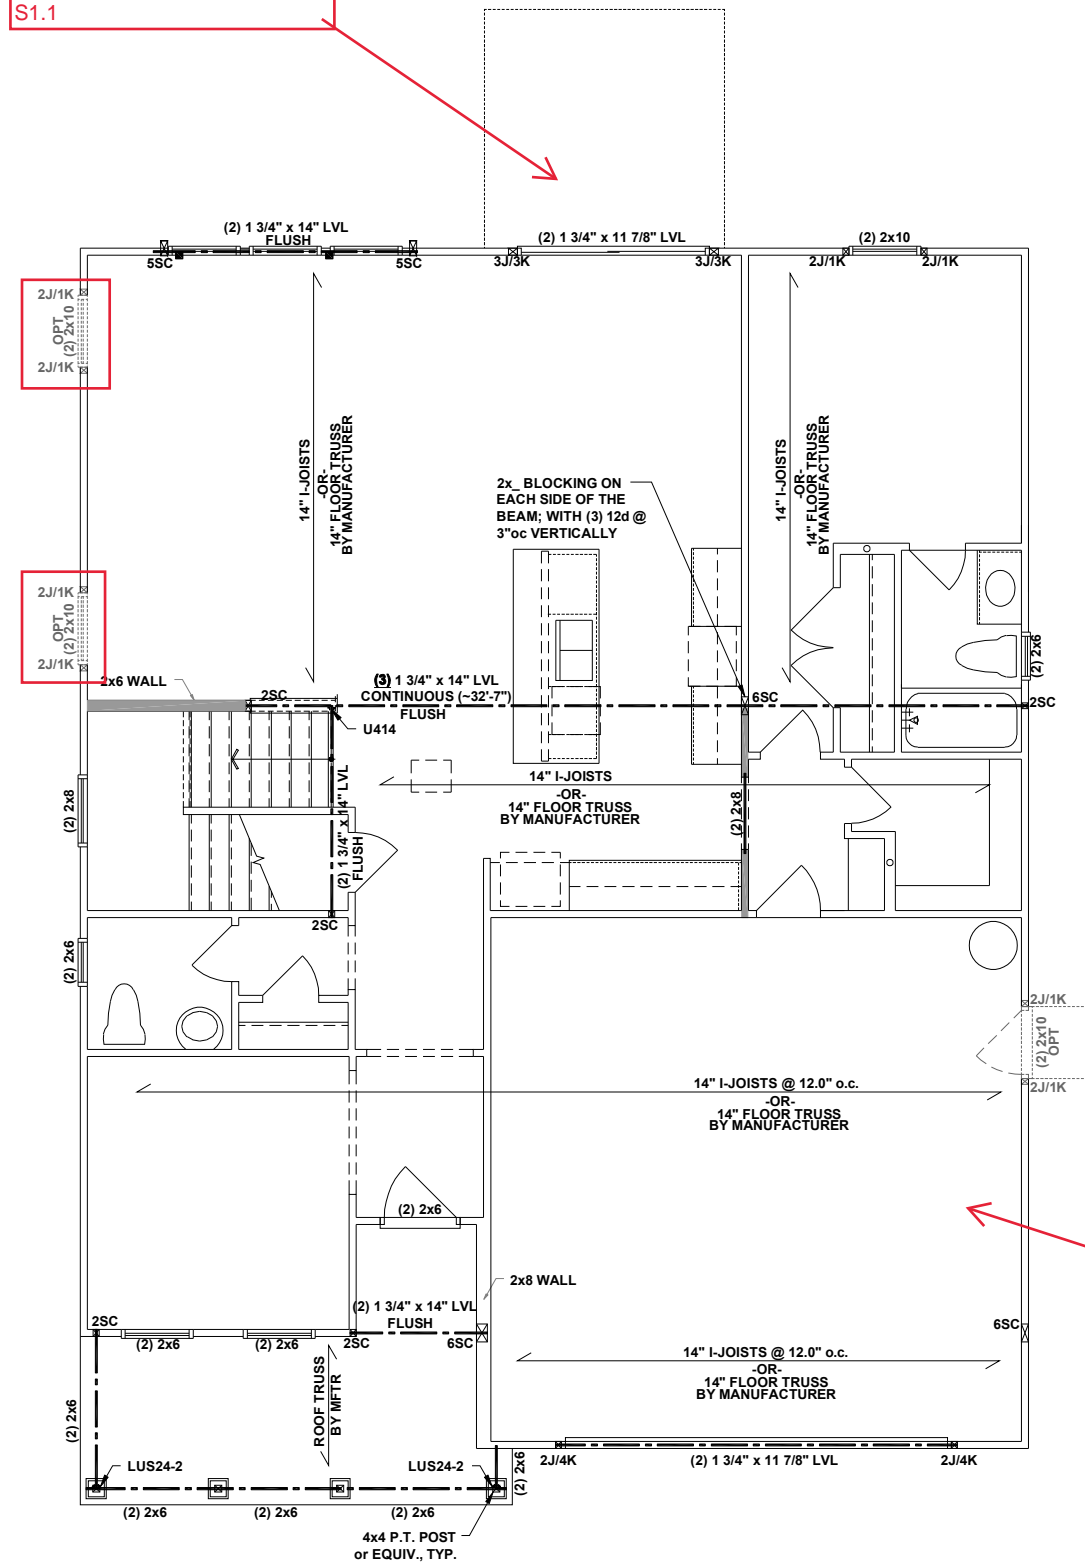 S1.1
(2) 1 3/4" x 14" LVL
FLUSH
(2) 1 3/4" x 11 7/8" LVL
(2) 2x10
5SC
5SC
3J/3K
3J/3K
2J/1K
2J/1K
2J/1K
OPT
(2) 2x10
2J/1K
14" I-JOISTS
-OR-
14" FLOOR TRUSS
BY MANUFACTURER
14" I-JOISTS
-OR-
14" FLOOR TRUSS
BY MANUFACTURER
2x_ BLOCKING ON
EACH SIDE OF THE
BEAM; WITH (3) 12d @
3"oc VERTICALLY
2J/1K
OPT
(2) 2x10
2J/1K
(2) 2x6
2x6 WALL
2SC
(3) 1 3/4" x 14" LVL
CONTINUOUS (~32'-7")
FLUSH
6SC
2SC
U414
14" I-JOISTS
-OR-
14" FLOOR TRUSS
BY MANUFACTURER
(2) 2x8
(2) 1 3/4" x 14" LVL
FLUSH
(2) 2x8
2SC
(2) 2x6
2J/1K
(2) 2x10
OPT
2J/1K
14" I-JOISTS @ 12.0" o.c.
-OR-
14" FLOOR TRUSS
BY MANUFACTURER
(2) 2x6
2x8 WALL
(2) 1 3/4" x 14" LVL
FLUSH
2SC
(2) 2x6
(2) 2x6
2SC
6SC
6SC
14" I-JOISTS @ 12.0" o.c.
-OR-
14" FLOOR TRUSS
BY MANUFACTURER
ROOF TRUSS
BY MFTR
(2) 2x6
LUS24-2
LUS24-2
(2) 2x6
2J/4K
(2) 1 3/4" x 11 7/8" LVL
2J/4K
(2) 2x6
(2) 2x6
(2) 2x6
4x4 P.T. POST
or EQUIV., TYP.